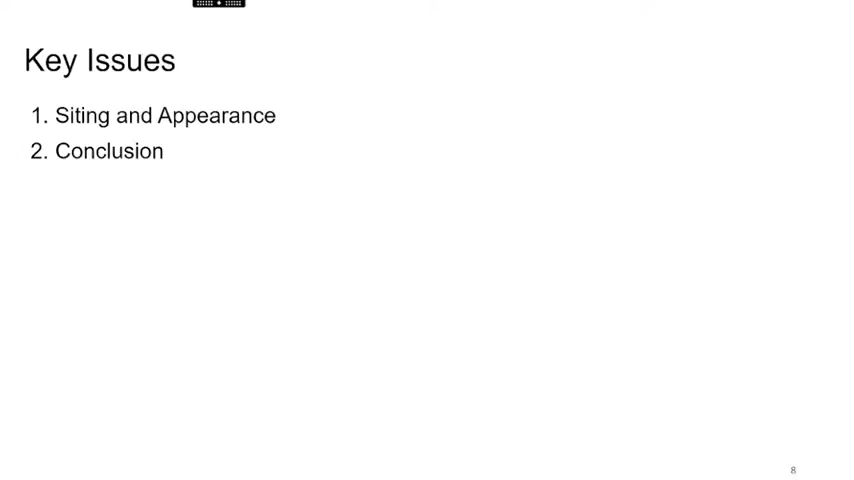 Key Issues
1. Siting and Appearance
2. Conclusion
8